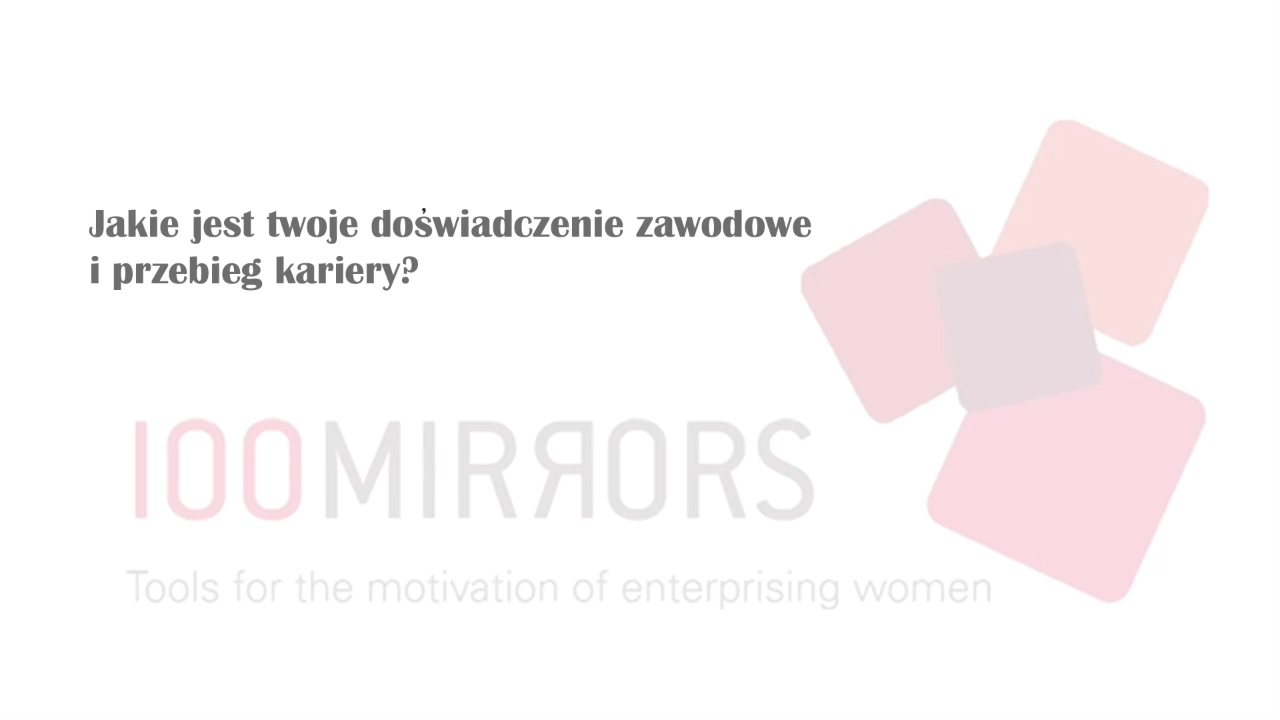 Jakie jest twoje doświadczenie zawodowe
i przebieg kariery?
100MIRRORS
Tools for the motivation of enterprising women